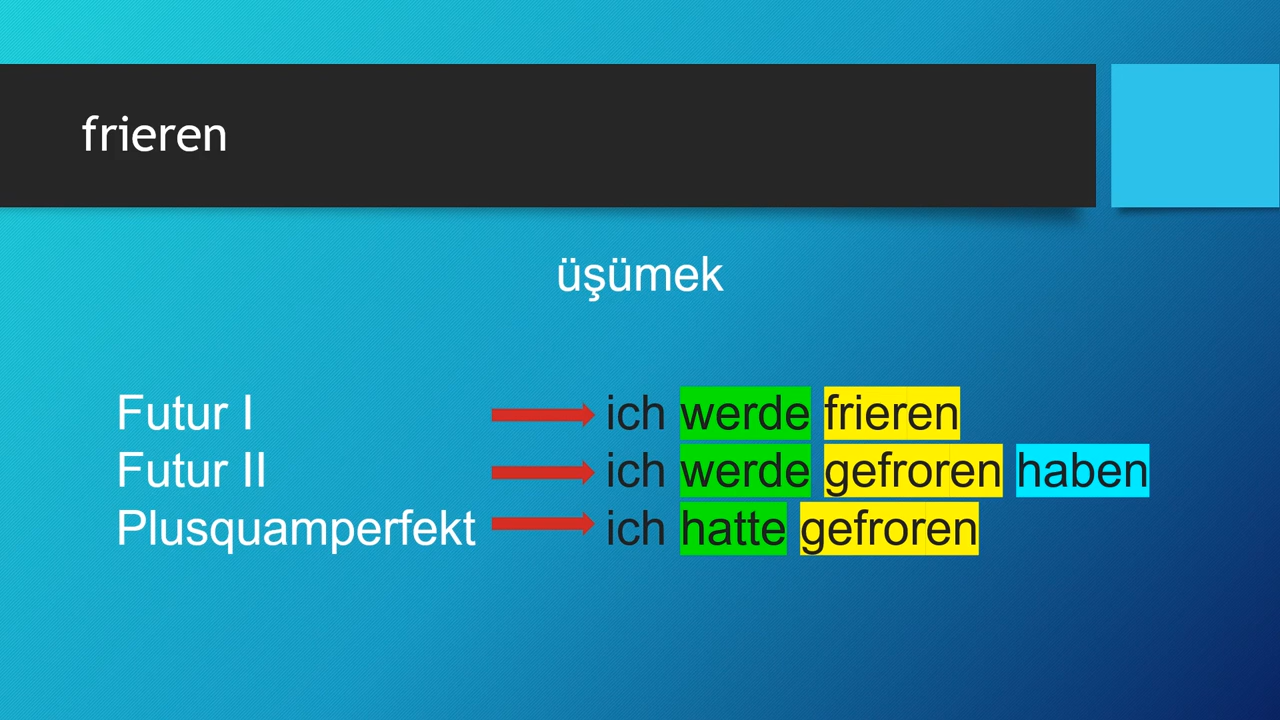 frieren
üşümek
Futur I ich werde frieren
Futur II ich werde gefroren haben
Plusquamperfekt ich hatte gefroren